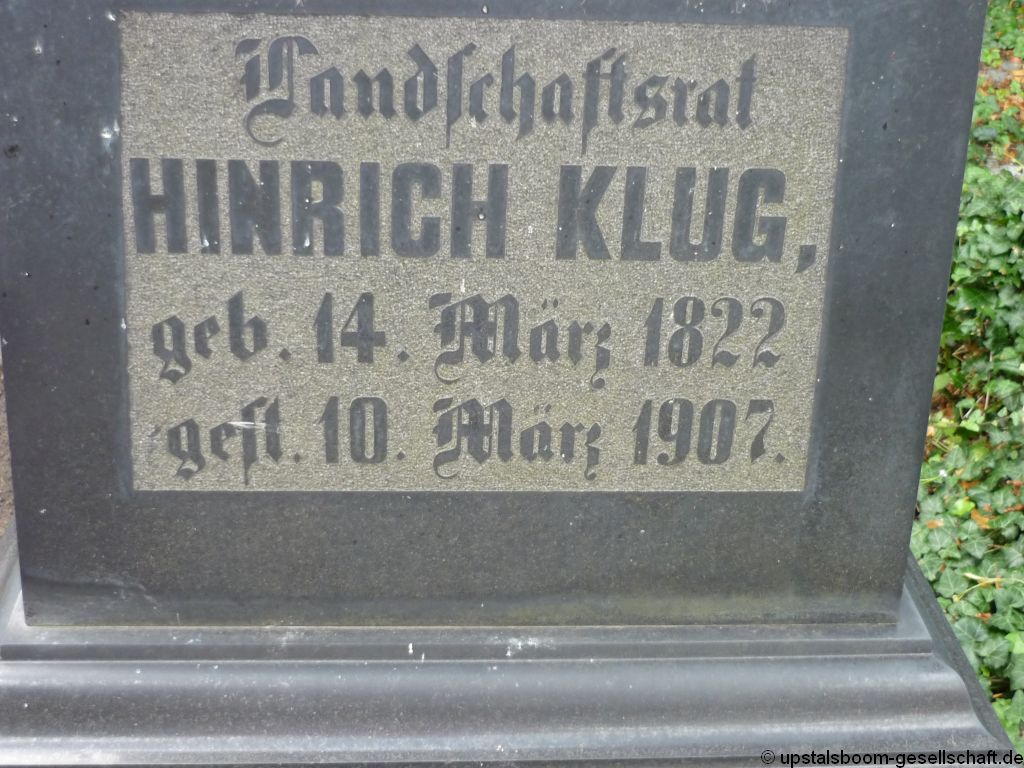 Landschaftsrat
HINRICH KLUG,
geb. 14. März 1822
gest. 10. März 1907.
© upstalsboom-gesellschaft.de